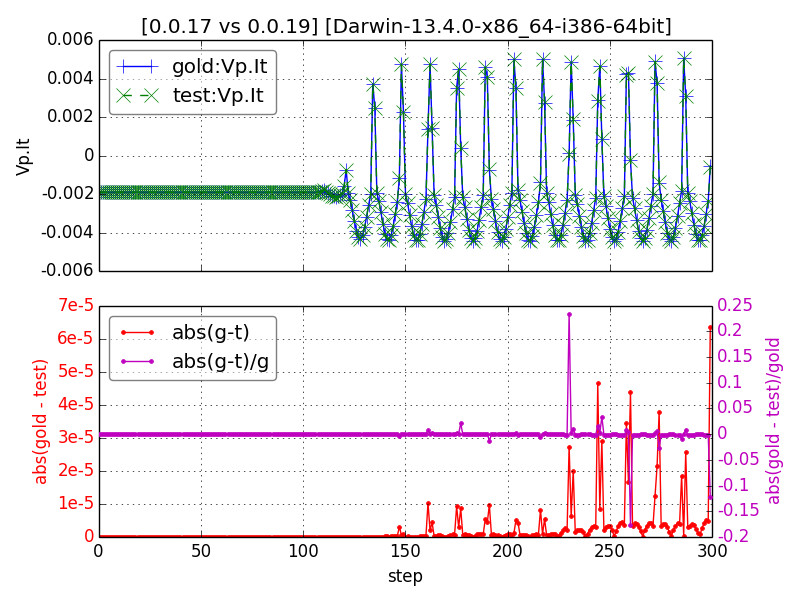 [0.0.17 vs 0.0.19] [Darwin-13.4.0-x86_64-i386-64bit]
0.006
0.004
0.002
0
-0.002
-0.004
-0.006
Vp.It
gold:Vp.It
test:Vp.It
7e-5
6e-5
5e-5
4e-5
3e-5
2e-5
1e-5
0
abs(gold - test)
abs(g-t)
abs(g-t)/g
0.25
0.2
0.15
0.1
0.05
0
-0.05
-0.1
-0.15
-0.2
abs(gold - test)/gold
0 50 100 150 200 250 300
step